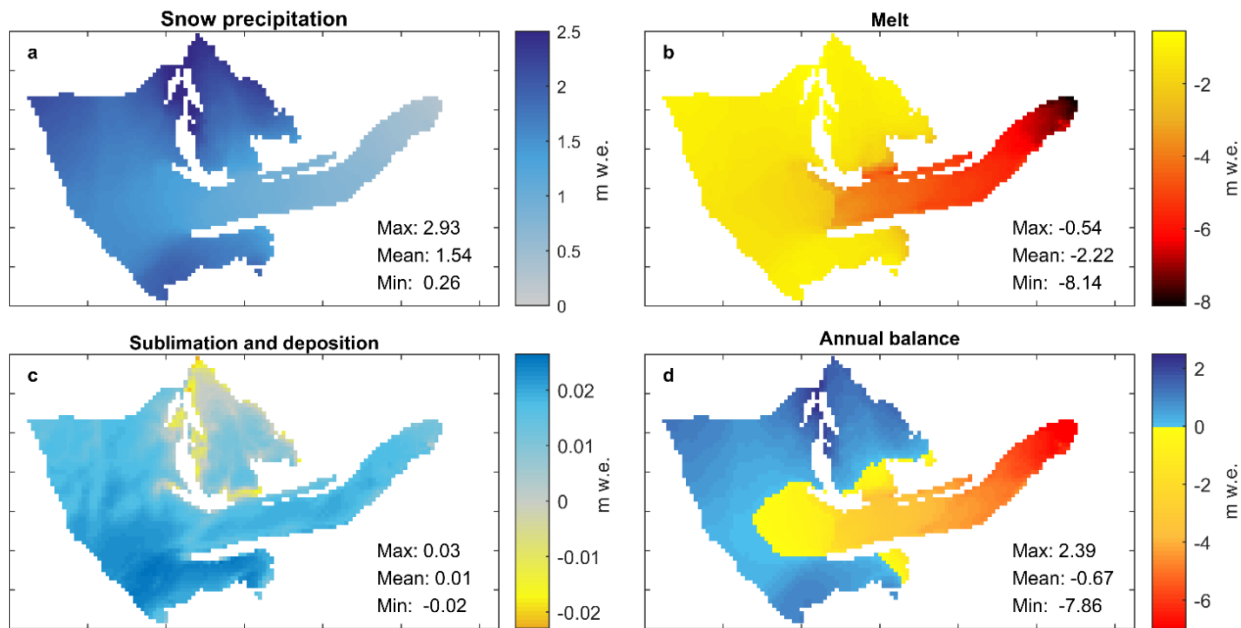 Snow precipitation
a
2.5
2
1.5
1
0.5
0
m w.e.
Max: 2.93
Mean: 1.54
Min: 0.26
Melt
b
-2
-4
-6
-8
m w.e.
Max: -0.54
Mean: -2.22
Min: -8.14
Sublimation and deposition
c
0.02
0.01
0
-0.01
-0.02
m w.e.
Max: 0.03
Mean: 0.01
Min: -0.02
Annual balance
d
2
0
-2
-4
-6
m w.e.
Max: 2.39
Mean: -0.67
Min: -7.86